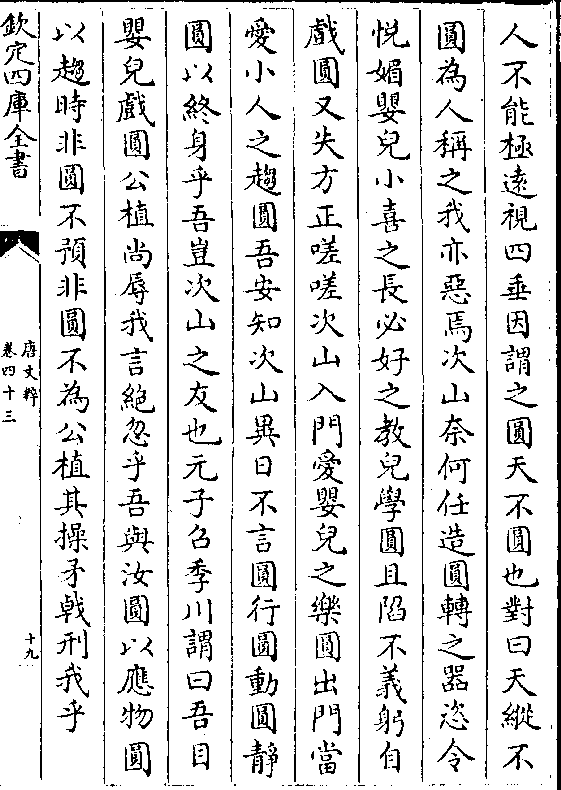 人不能極遠視四垂因謂之圓天不圓也對曰天縱不
圓為人稱之我亦惡焉次山奈何任造圓轉之器恣令
悅媚嬰兒小喜之長必好之教兒學圓且陷不義躬自
戲圓又失方正嗟嗟次山入門愛嬰兒之樂圓出門當
愛小人之趨圓吾安知次山異日不言圓行圓動圓靜
圓以終身乎吾豈次山之友也元子召季川謂曰吾目
嬰兒戲圓公植尚辱我言絶忽乎吾與汝圓以應物圓
以趨時非圓不預非圓不為公植其操矛戟刑我乎
欽定四庫全書
唐文粹
卷四十三
十九